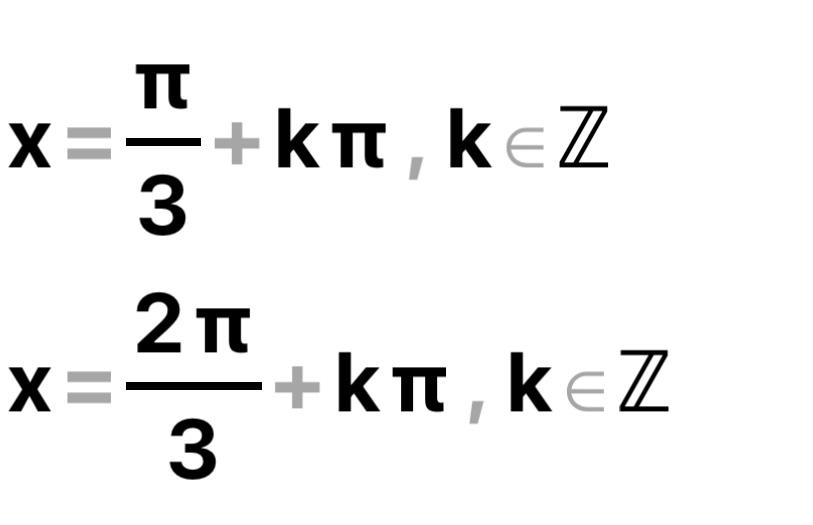 x = π/3 + kπ, k ∈ ℤ
x = 2π/3 + kπ, k ∈ ℤ